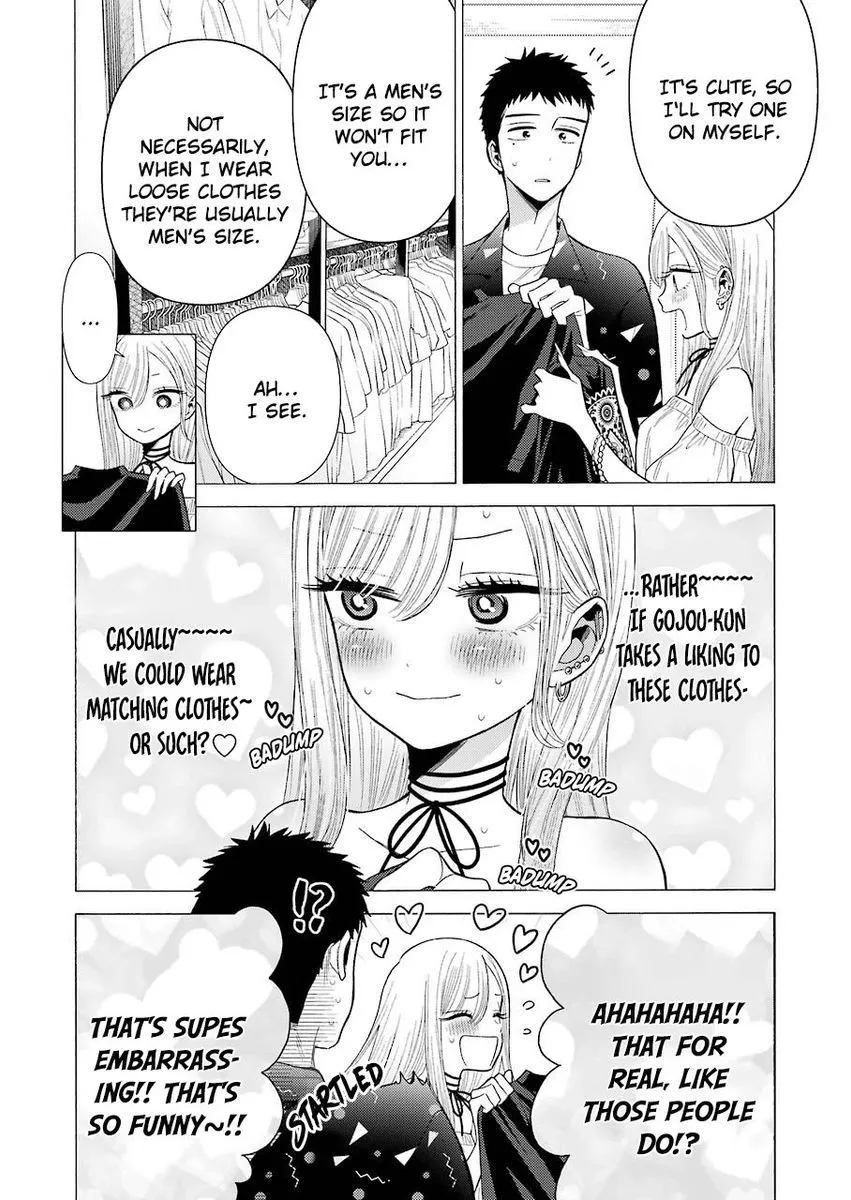 IT'S CUTE, SO
I'LL TRY ONE
ON MYSELF.
IT'S A MEN'S
SIZE SO IT
WON'T FIT
YOU...
NOT
NECESSARILY,
WHEN I WEAR
LOOSE CLOTHES
THEY'RE USUALLY
MEN'S SIZE.
AH...
I SEE.
...
...RATHER~~~~
IF GOJOU-KUN
TAKES A LIKING TO
THESE CLOTHES-
CASUALLY~~~~
WE COULD WEAR
MATCHING CLOTHES~
OR SUCH?♡
BADUMP
BADUMP
BADUMP
!?
AHAHAHAHA!!
THAT FOR
REAL, LIKE
THOSE PEOPLE
DO!?
STARTLED
THAT'S SUPES
EMBARRASS-
ING!! THAT'S
SO FUNNY~!!